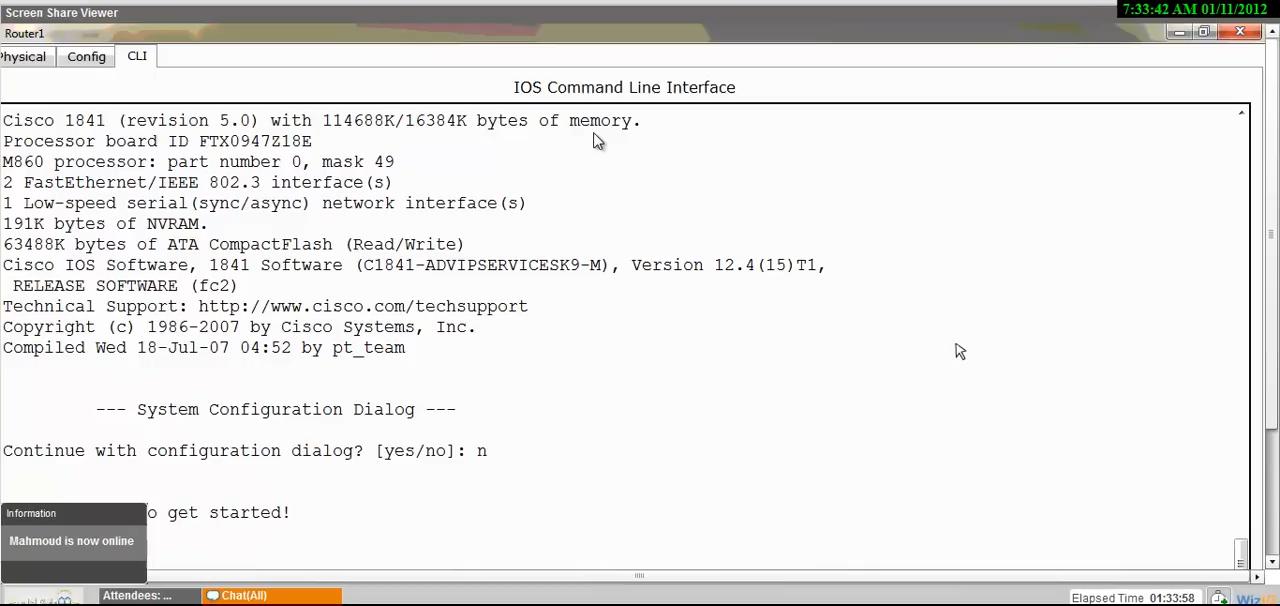 Screen Share Viewer
7:33:42 AM 01/11/2012
Router1
Physical Config CLI
IOS Command Line Interface
Cisco 1841 (revision 5.0) with 114688K/16384K bytes of memory.
Processor board ID FTX0947Z18E
M860 processor: part number 0, mask 49
2 FastEthernet/IEEE 802.3 interface(s)
1 Low-speed serial(sync/async) network interface(s)
191K bytes of NVRAM.
63488K bytes of ATA CompactFlash (Read/Write)
Cisco IOS Software, 1841 Software (C1841-ADVIPSERVICESK9-M), Version 12.4(15)T1,
RELEASE SOFTWARE (fc2)
Technical Support: http://www.cisco.com/techsupport
Copyright (c) 1986-2007 by Cisco Systems, Inc.
Compiled Wed 18-Jul-07 04:52 by pt_team
--- System Configuration Dialog ---
Continue with configuration dialog? [yes/no]: n
o get started!
Information
Mahmoud is now online
Attendees: ...
Chat(All)
Elapsed Time 01:33:58
WizIQ